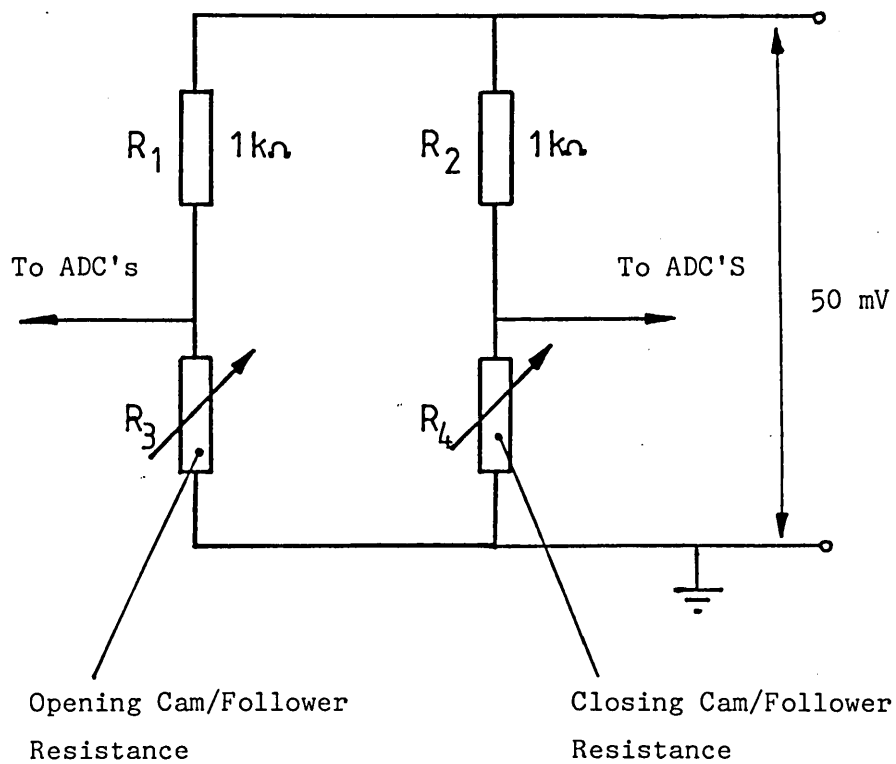 R1 1kΩ
R2 1kΩ
To ADC's
To ADC'S
50 mV
R3
R4
Opening Cam/Follower
Resistance
Closing Cam/Follower
Resistance